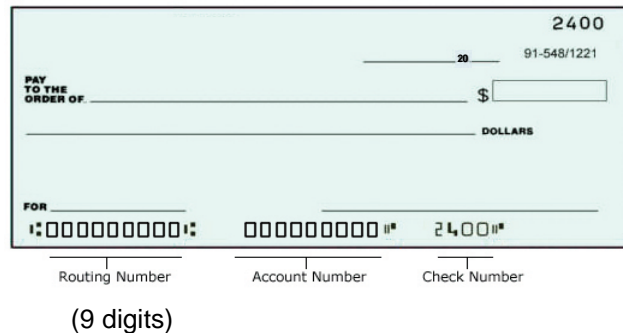 2400
20 91-548/1221
PAY
TO THE
ORDER OF $
DOLLARS
FOR
⑆000000000⑆ 000000000⑈ 2400⑈
Routing Number Account Number Check Number
(9 digits)